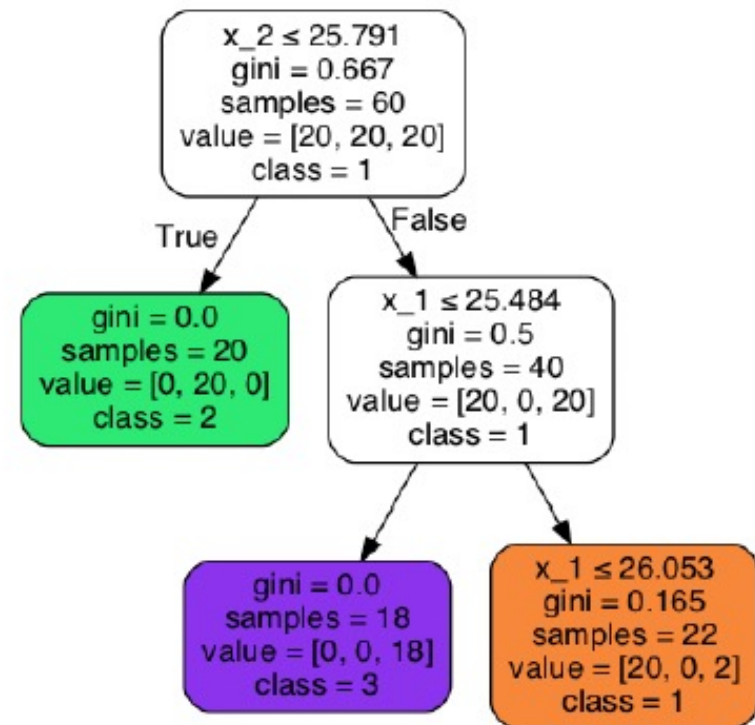 x_2 ≤ 25.791
gini = 0.667
samples = 60
value = [20, 20, 20]
class = 1
True
False
gini = 0.0
samples = 20
value = [0, 20, 0]
class = 2
x_1 ≤ 25.484
gini = 0.5
samples = 40
value = [20, 0, 20]
class = 1
gini = 0.0
samples = 18
value = [0, 0, 18]
class = 3
x_1 ≤ 26.053
gini = 0.165
samples = 22
value = [20, 0, 2]
class = 1